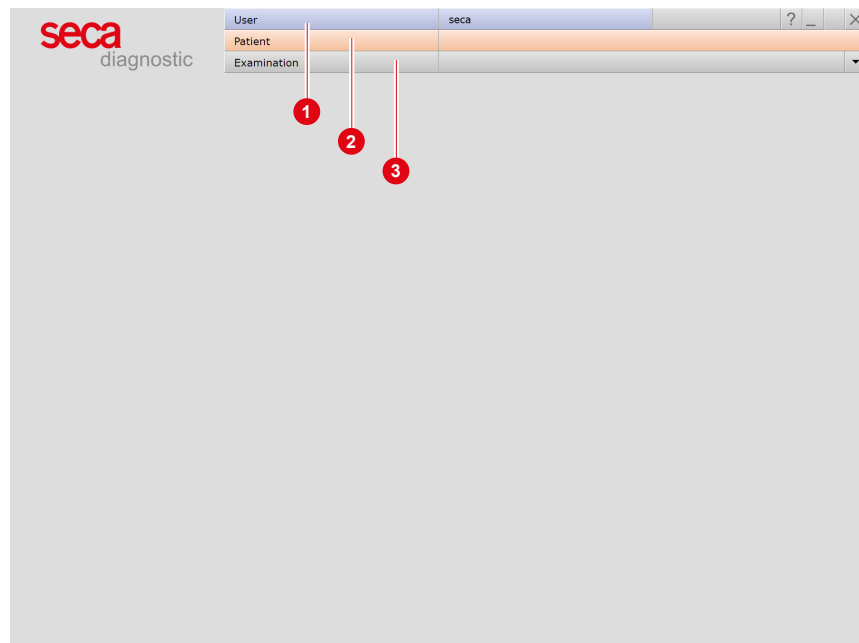 seca
diagnostic
User seca ? _ ×
Patient
Examination
1
2
3